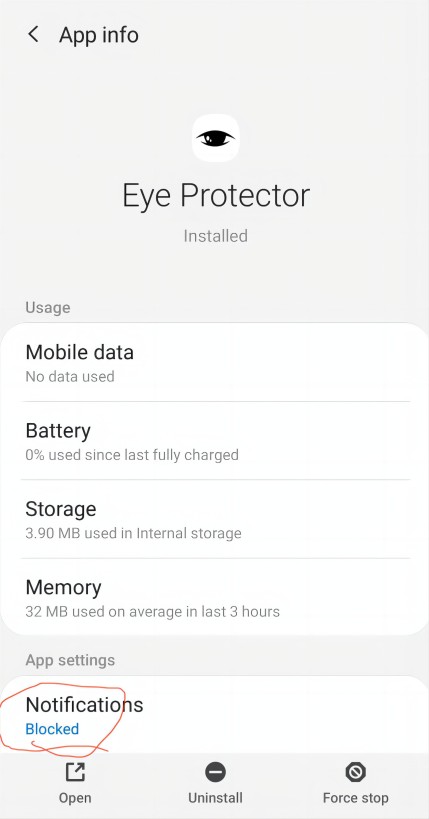 App info
Eye Protector
Installed
Usage
Mobile data
No data used
Battery
0% used since last fully charged
Storage
3.90 MB used in Internal storage
Memory
32 MB used on average in last 3 hours
App settings
Notifications
Blocked
Open
Uninstall
Force stop